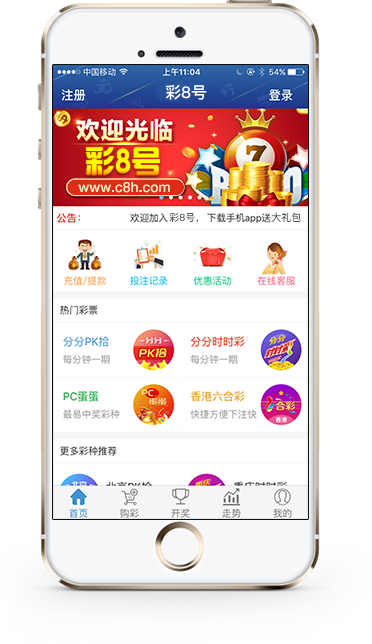 中国移动 上午11:04 54%
注册 彩8号 登录
欢迎光临
彩8号
www.c8h.com
7
公告： 欢迎加入彩8号，下载手机app送大礼包
充值/提款 投注记录 优惠活动 在线客服
热门彩票
分分PK拾
每分钟一期
分分
PK拾
分分时时彩
每分钟一期
分分
时时彩
PC蛋蛋
最易中奖彩种
PC
蛋蛋
香港六合彩
快捷方便下注快
六合彩
香港
更多彩种推荐
北京PK拾 重庆时时彩
首页 购彩 开奖 走势 我的